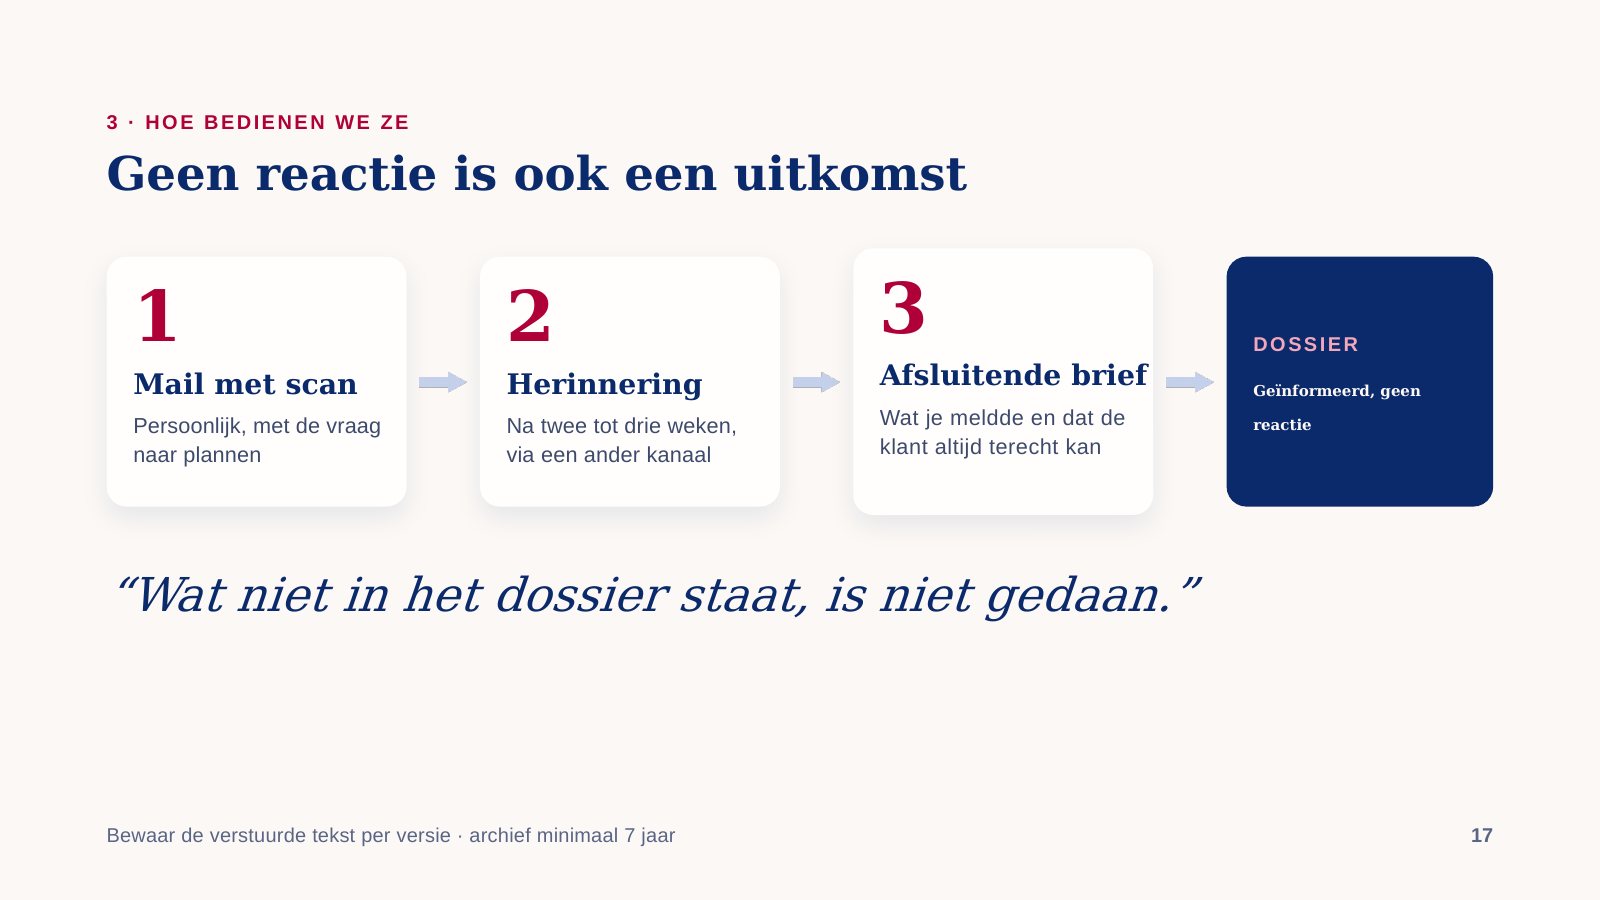 3 · HOE BEDIENEN WE ZE
Geen reactie is ook een uitkomst
1
Mail met scan
Persoonlijk, met de vraag
naar plannen
2
Herinnering
Na twee tot drie weken,
via een ander kanaal
3
Afsluitende brief
Wat je meldde en dat de
klant altijd terecht kan
DOSSIER
Geïnformeerd, geen
reactie
“Wat niet in het dossier staat, is niet gedaan.”
Bewaar de verstuurde tekst per versie · archief minimaal 7 jaar
17